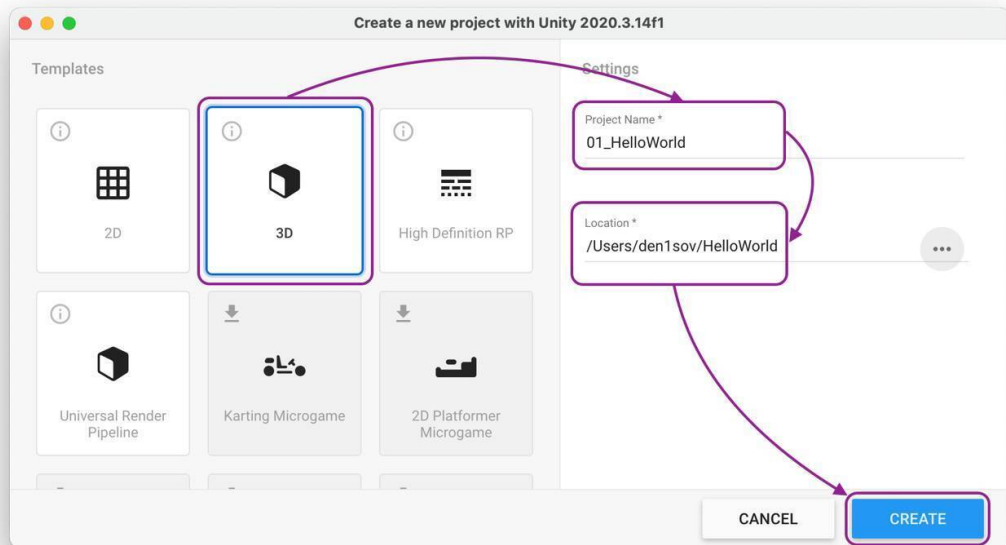 Create a new project with Unity 2020.3.14f1
Templates
Settings
2D
3D
High Definition RP
Project Name *
01_HelloWorld
Location *
/Users/den1sov/HelloWorld
Universal Render
Pipeline
Karting Microgame
2D Platformer
Microgame
CANCEL
CREATE